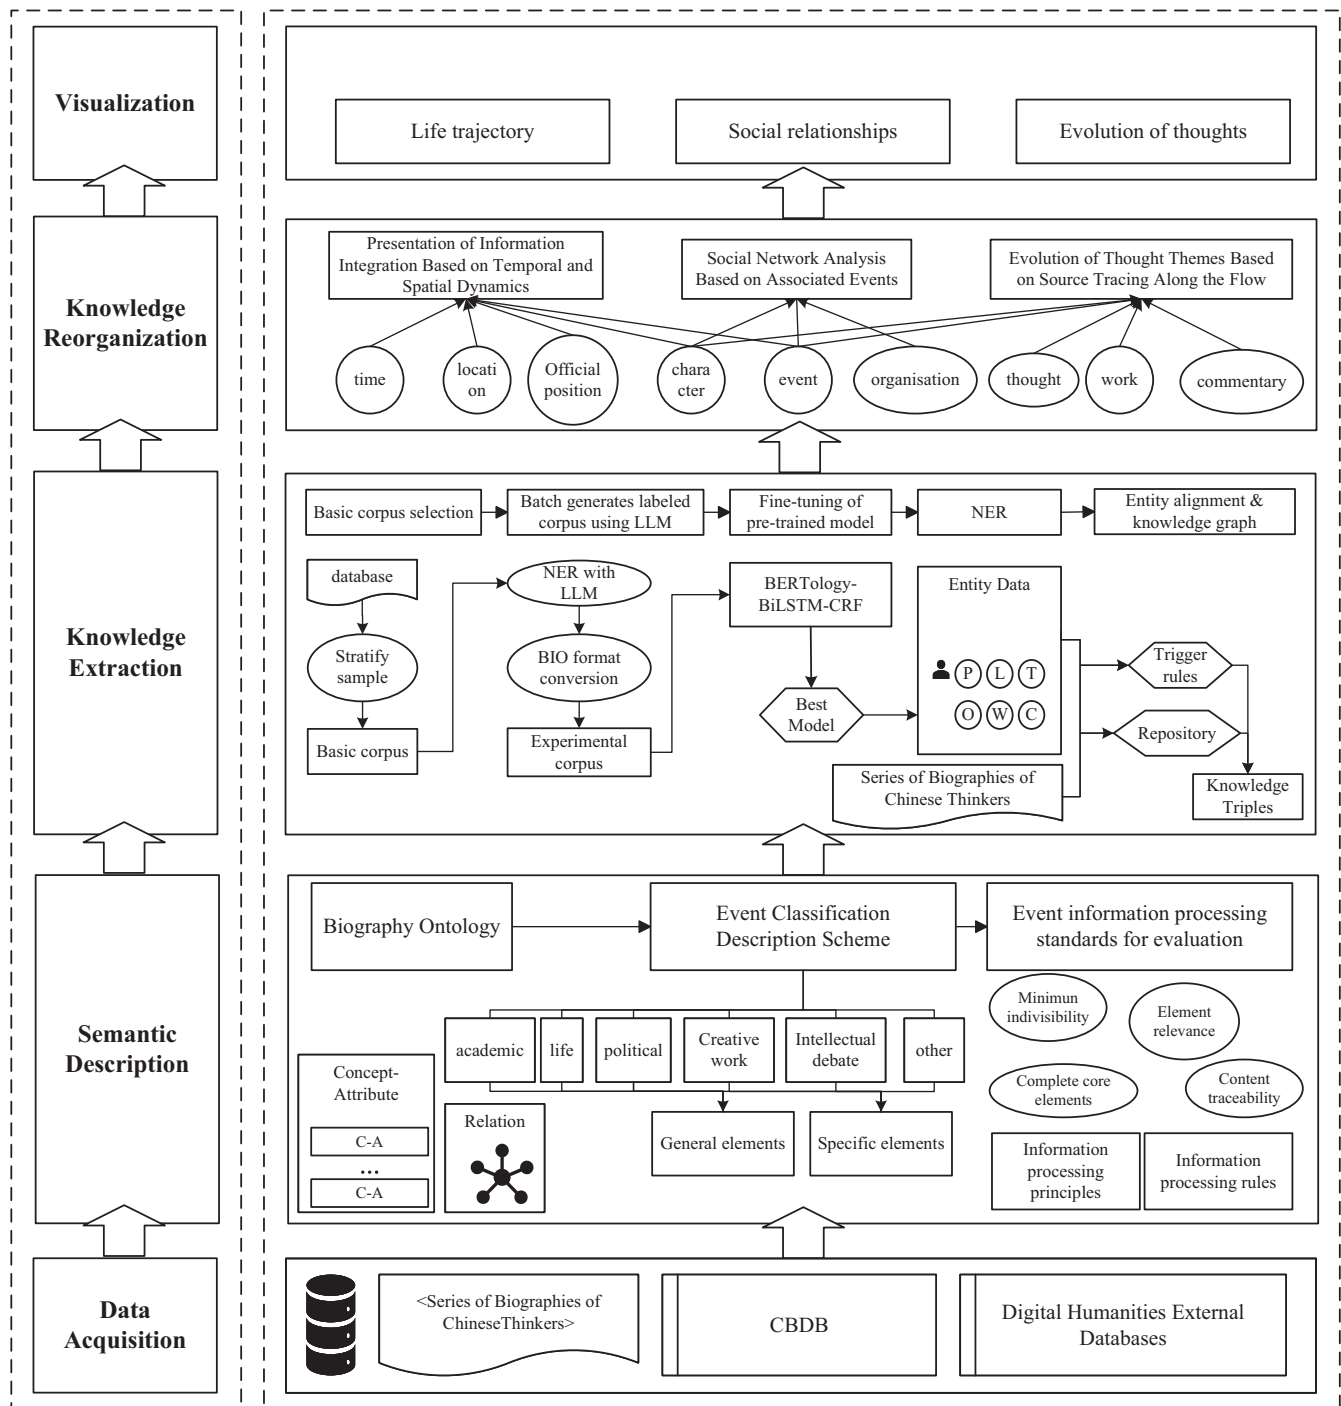 Visualization
Life trajectory
Social relationships
Evolution of thoughts
Knowledge
Reorganization
Presentation of Information
Integration Based on Temporal and
Spatial Dynamics
Social Network Analysis
Based on Associated Events
Evolution of Thought Themes Based
on Source Tracing Along the Flow
time
locati
on
Official
position
chara
cter
event
organisation
thought
work
commentary
Knowledge
Extraction
Basic corpus selection
Batch generates labeled
corpus using LLM
Fine-tuning of
pre-trained model
NER
Entity alignment &
knowledge graph
database
Stratify
sample
Basic corpus
NER with
LLM
BIO format
conversion
Experimental
corpus
BERTology-
BiLSTM-CRF
Best
Model
Entity Data
P L T
O W C
Series of Biographies of
Chinese Thinkers
Trigger
rules
Repository
Knowledge
Triples
Semantic
Description
Biography Ontology
Event Classification
Description Scheme
Event information processing
standards for evaluation
Concept-
Attribute
C-A
...
C-A
Relation
academic
life
political
Creative
work
Intellectual
debate
other
General elements
Specific elements
Minimun
indivisibility
Element
relevance
Complete core
elements
Content
traceability
Information
processing
principles
Information
processing rules
Data
Acquisition
<Series of Biographies of
ChineseThinkers>
CBDB
Digital Humanities External
Databases